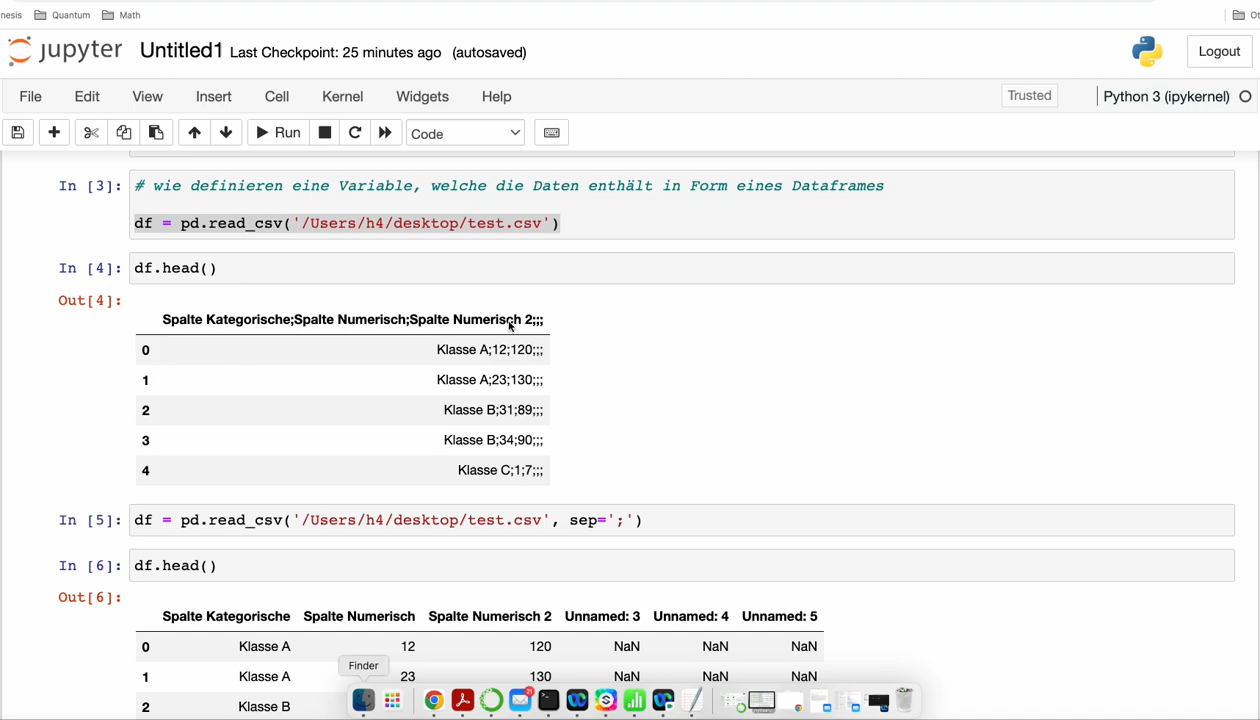 nesis Quantum Math Ot
jupyter Untitled1 Last Checkpoint: 25 minutes ago (autosaved) Logout
File Edit View Insert Cell Kernel Widgets Help Trusted Python 3 (ipykernel)
Run Code
In [3]: # wie definieren eine Variable, welche die Daten enthält in Form eines Dataframes
df = pd.read_csv('/Users/h4/desktop/test.csv')
In [4]: df.head()
Out[4]:
Spalte Kategorische;Spalte Numerisch;Spalte Numerisch 2;;;
0 Klasse A;12;120;;;
1 Klasse A;23;130;;;
2 Klasse B;31;89;;;
3 Klasse B;34;90;;;
4 Klasse C;1;7;;;
In [5]: df = pd.read_csv('/Users/h4/desktop/test.csv', sep=';')
In [6]: df.head()
Out[6]:
Spalte Kategorische Spalte Numerisch Spalte Numerisch 2 Unnamed: 3 Unnamed: 4 Unnamed: 5
0 Klasse A 12 120 NaN NaN NaN
Finder
1 Klasse A 23 130 NaN NaN NaN
2 Klasse B